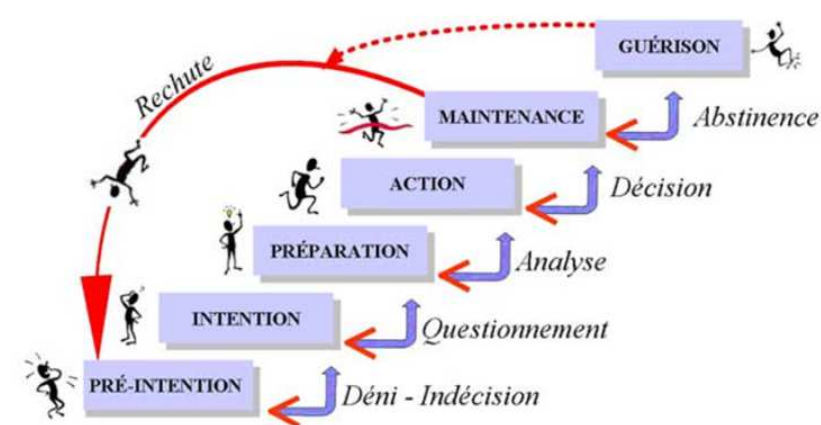 GUÉRISON
Rechute
MAINTENANCE
Abstinence
ACTION
Décision
PRÉPARATION
Analyse
INTENTION
Questionnement
PRÉ-INTENTION
Déni - Indécision